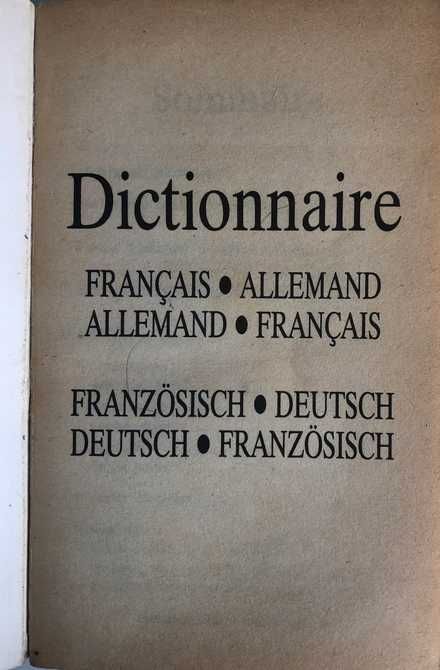 Dictionnaire
FRANÇAIS • ALLEMAND
ALLEMAND • FRANÇAIS
FRANZÖSISCH • DEUTSCH
DEUTSCH • FRANZÖSISCH